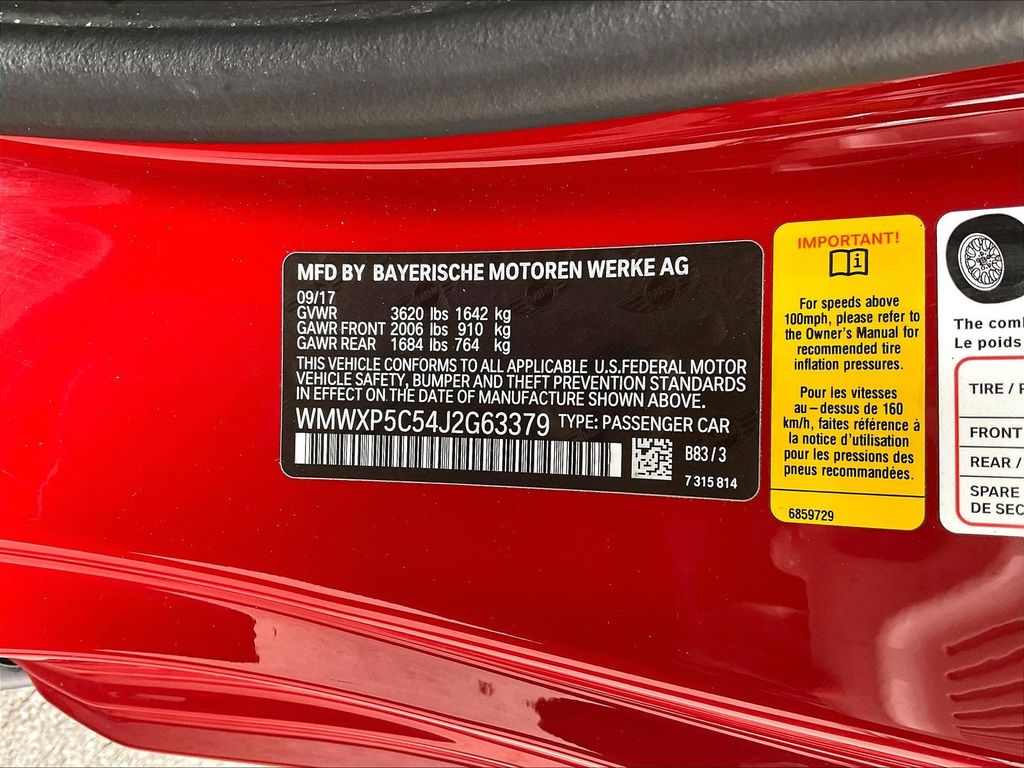 MFD BY BAYERISCHE MOTOREN WERKE AG
09/17
GVWR 3620 lbs 1642 kg
GAWR FRONT 2006 lbs 910 kg
GAWR REAR 1684 lbs 764 kg
THIS VEHICLE CONFORMS TO ALL APPLICABLE U.S.FEDERAL MOTOR
VEHICLE SAFETY, BUMPER AND THEFT PREVENTION STANDARDS
IN EFFECT ON THE DATE OF MANUFACTURE SHOWN ABOVE.
WMWXP5C54J2G63379 TYPE: PASSENGER CAR
B83/3
7 315 814
IMPORTANT!
For speeds above
100mph, please refer to
the Owner's Manual for
recommended tire
inflation pressures.
Pour les vitesses
au-dessus de 160
km/h, faites référence à
la notice d'utilisation
pour les pressions des
pneus recommandées.
6859729
The com
Le poids
TIRE / P
FRONT
REAR /
SPARE
DE SEC